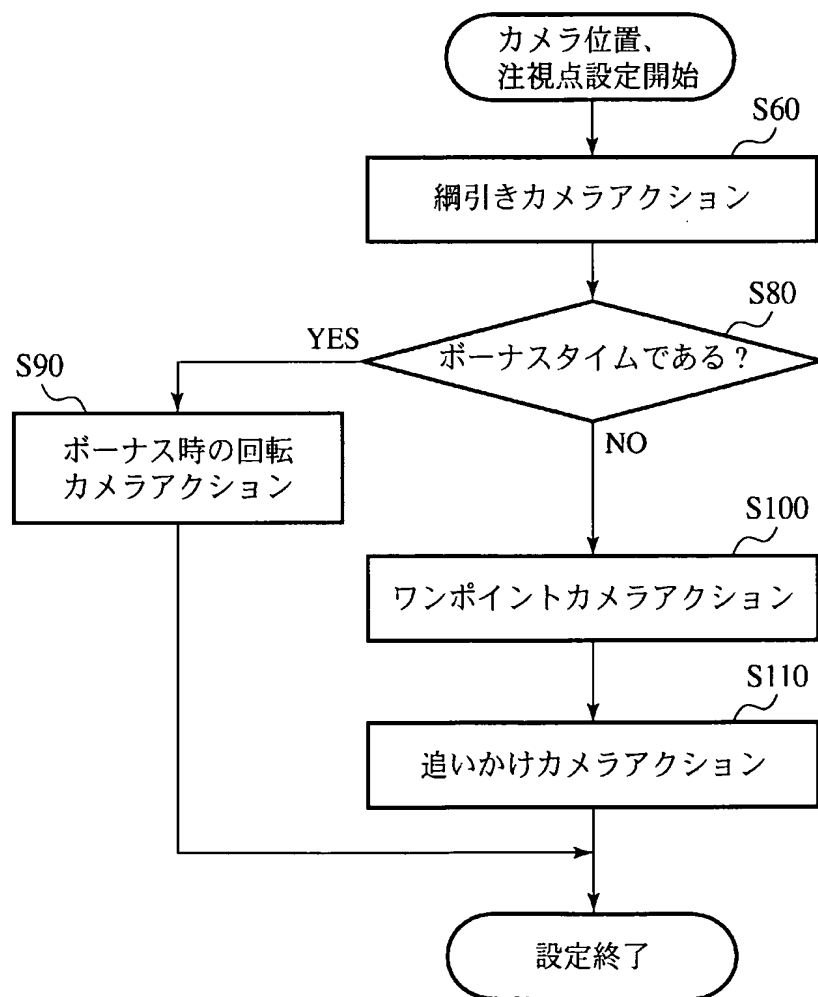 カメラ位置、
注視点設定開始
S60
綱引きカメラアクション
S80
ボーナスタイムである？
YES
S90
ボーナス時の回転
カメラアクション
NO
S100
ワンポイントカメラアクション
S110
追いかけカメラアクション
設定終了